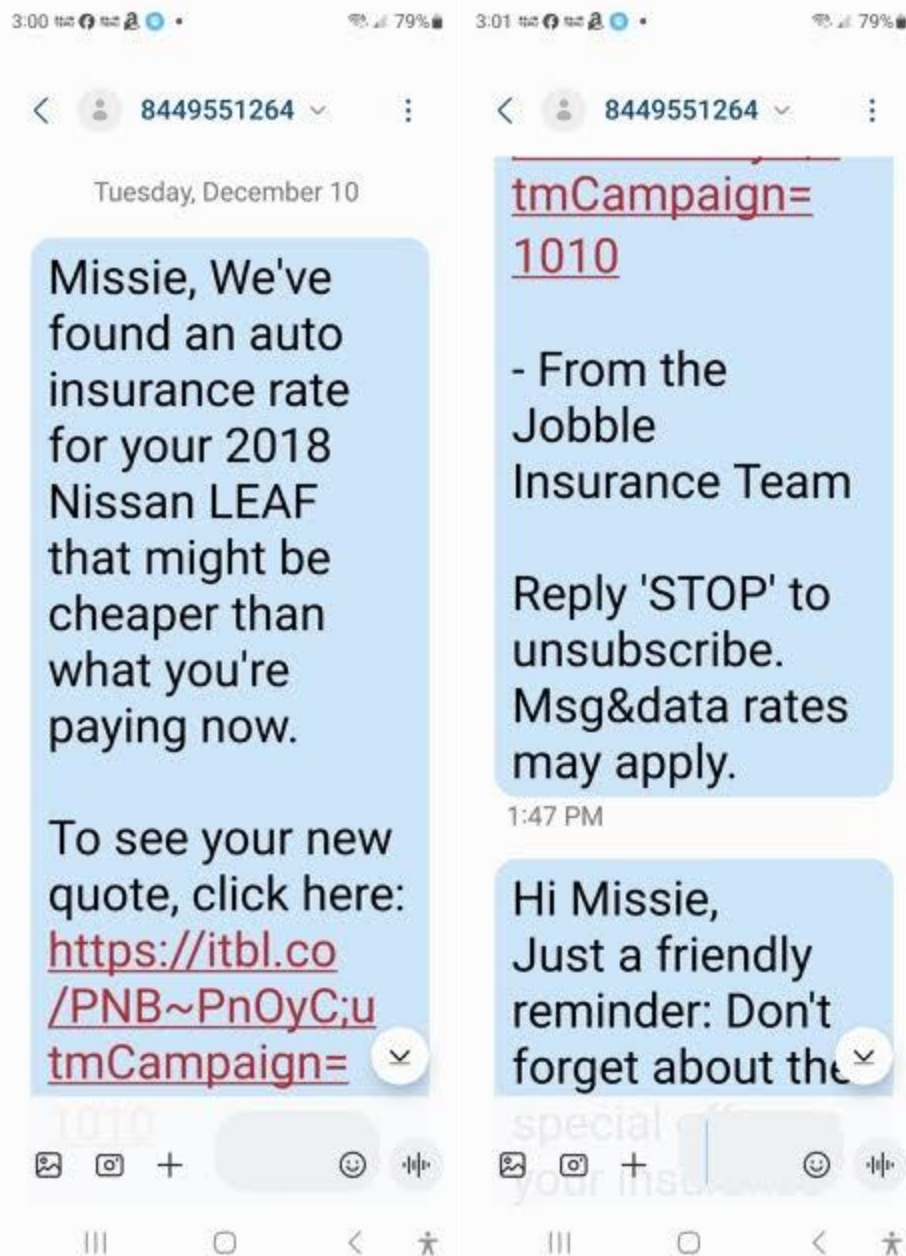 3:00
79%
8449551264
Tuesday, December 10
Missie, We've
found an auto
insurance rate
for your 2018
Nissan LEAF
that might be
cheaper than
what you're
paying now.
To see your new
quote, click here:
https://itbl.co
/PNB~PnOyC;u
tmCampaign=
1010
3:01
79%
8449551264
tmCampaign=
1010
- From the
Jobble
Insurance Team
Reply 'STOP' to
unsubscribe.
Msg&data rates
may apply.
1:47 PM
Hi Missie,
Just a friendly
reminder: Don't
forget about the
special
your